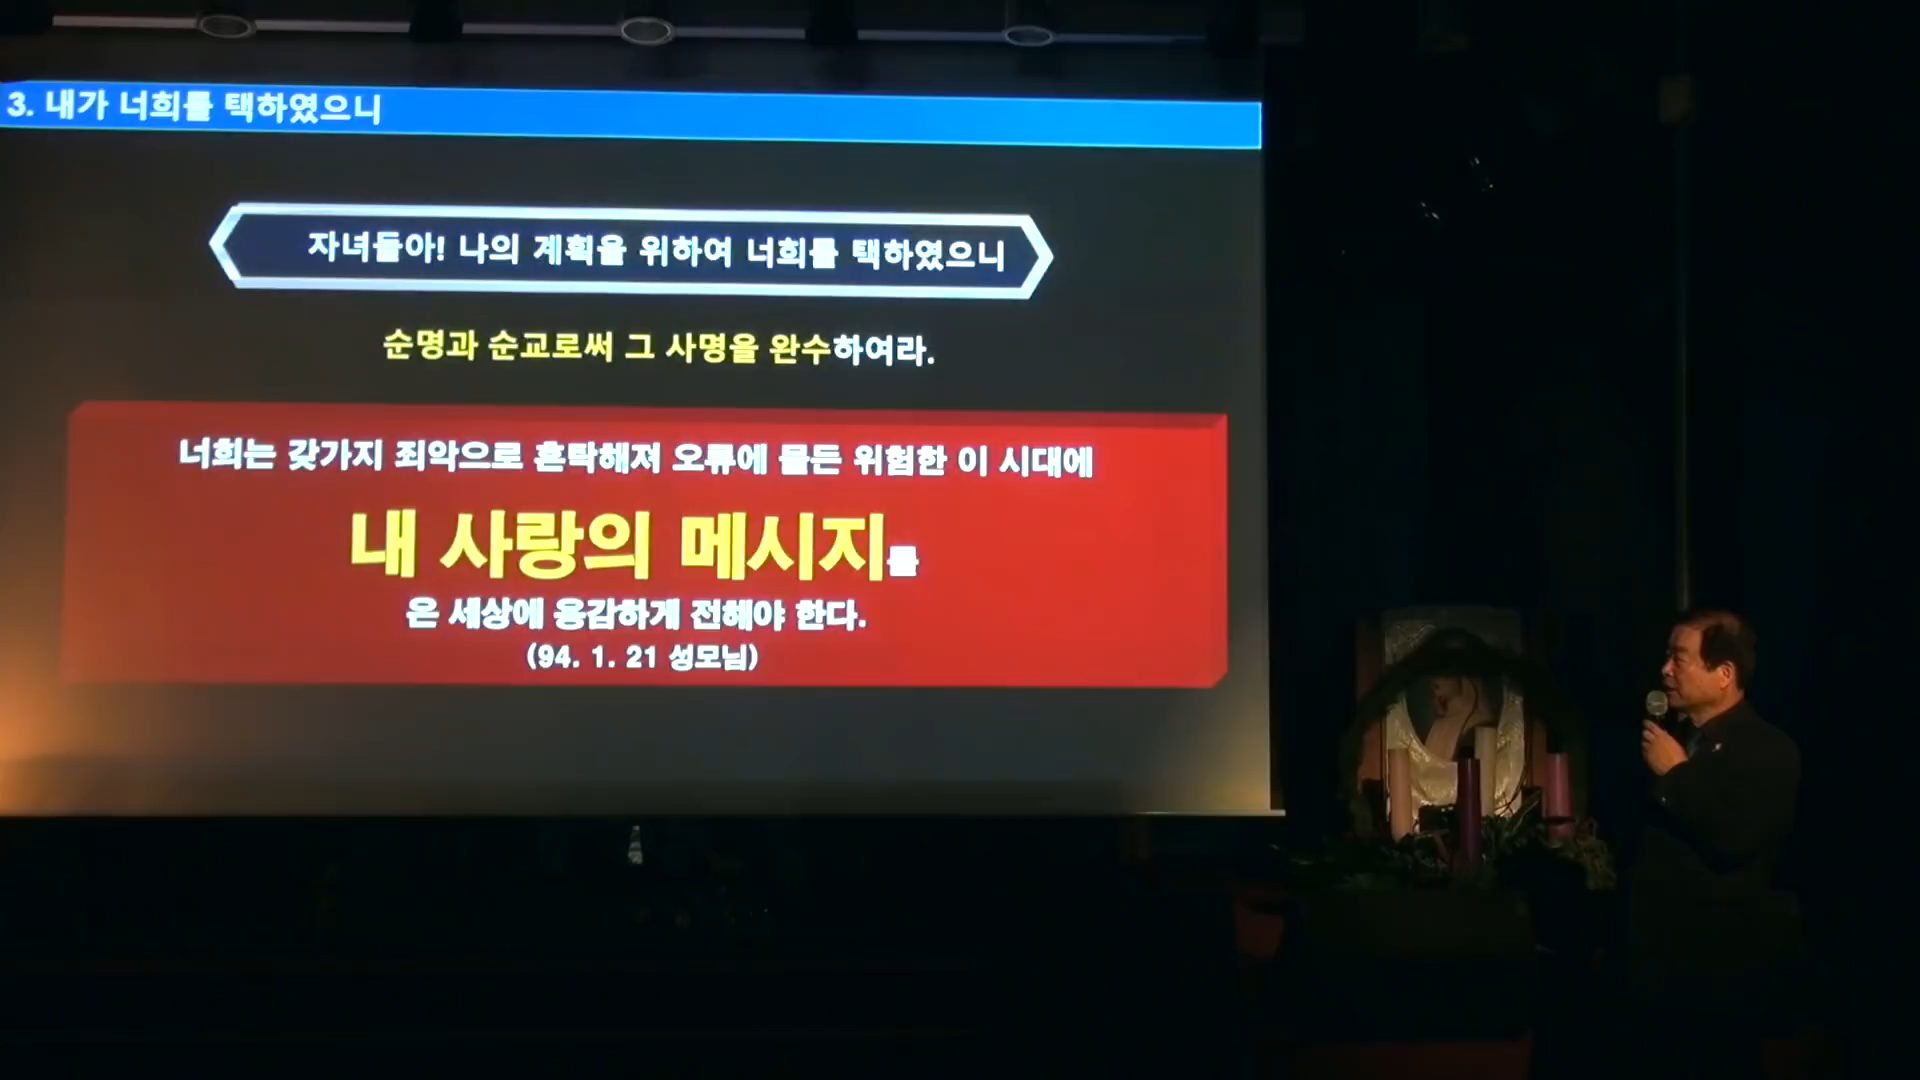 3. 내가 너희를 택하였으니
자녀들아! 나의 계획을 위하여 너희를 택하였으니
순명과 순교로써 그 사명을 완수하여라.
너희는 갖가지 죄악으로 혼탁해져 오류에 물든 위험한 이 시대에
내 사랑의 메시지를
온 세상에 용감하게 전해야 한다.
(94. 1. 21 성모님)